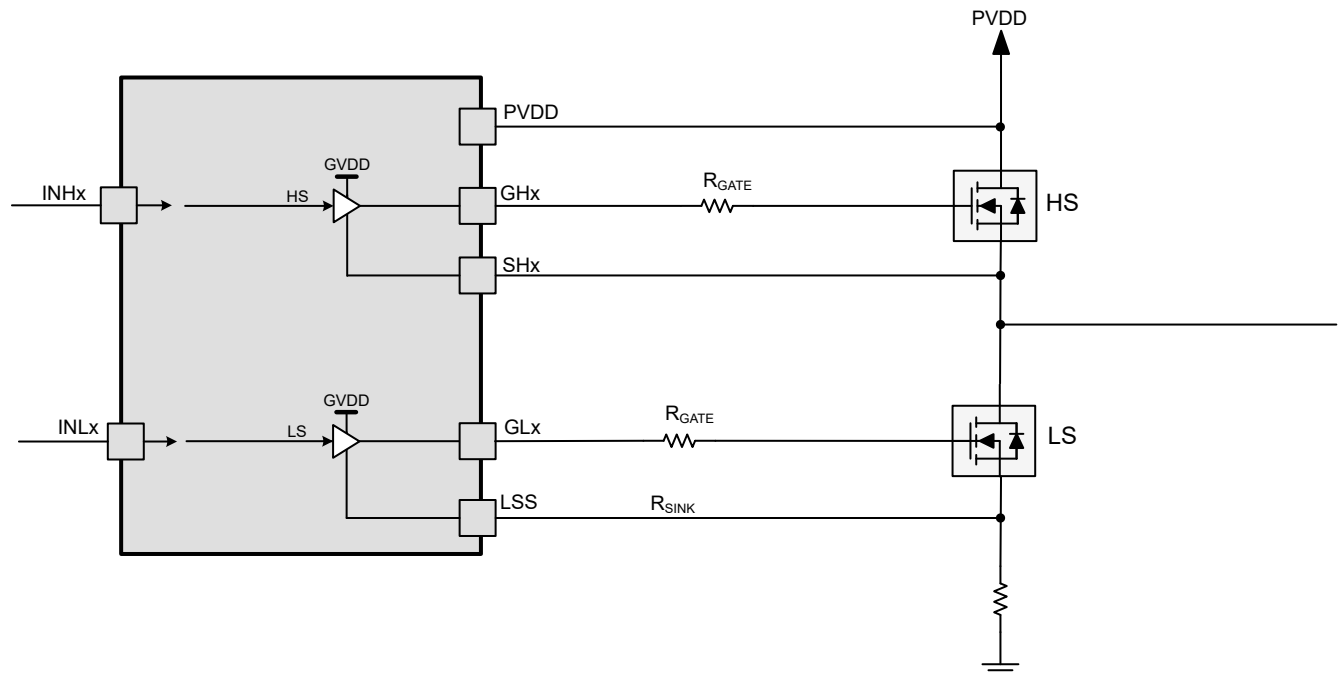 PVDD
PVDD
GVDD
INHx
HS
GHx
RGATE
HS
SHx
GVDD
INLx
LS
GLx
RGATE
LS
LSS
RSINK